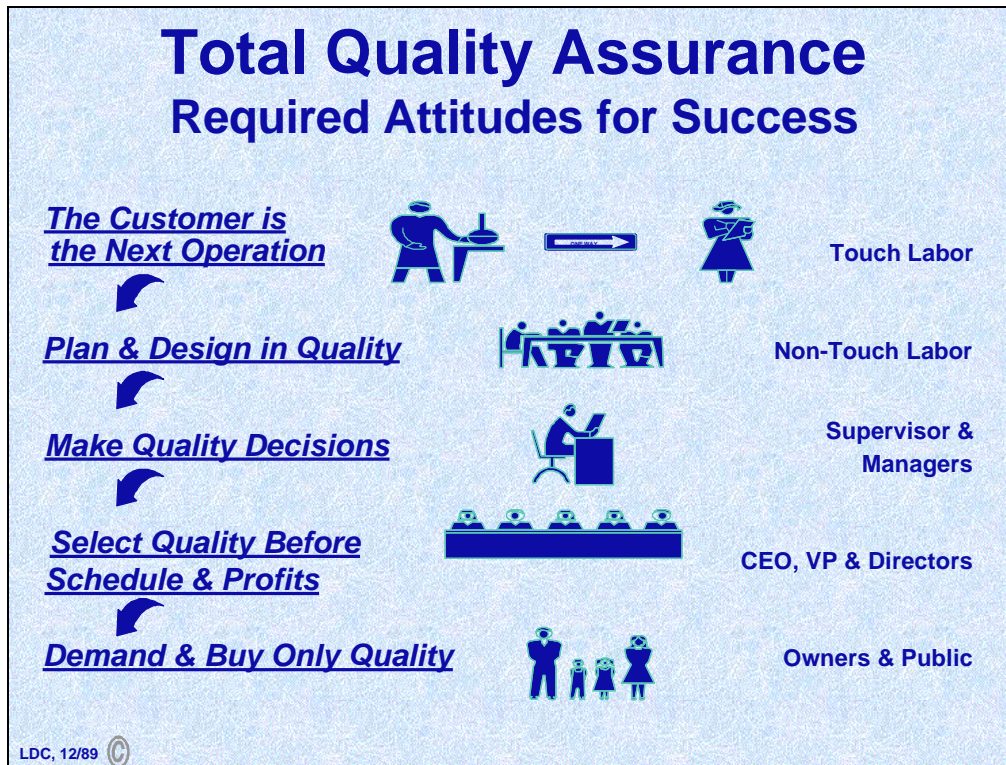 Total Quality Assurance
Required Attitudes for Success
The Customer is
the Next Operation
ONE WAY
Touch Labor
Plan & Design in Quality
Non-Touch Labor
Make Quality Decisions
Supervisor &
Managers
Select Quality Before
Schedule & Profits
CEO, VP & Directors
Demand & Buy Only Quality
Owners & Public
LDC, 12/89 ©